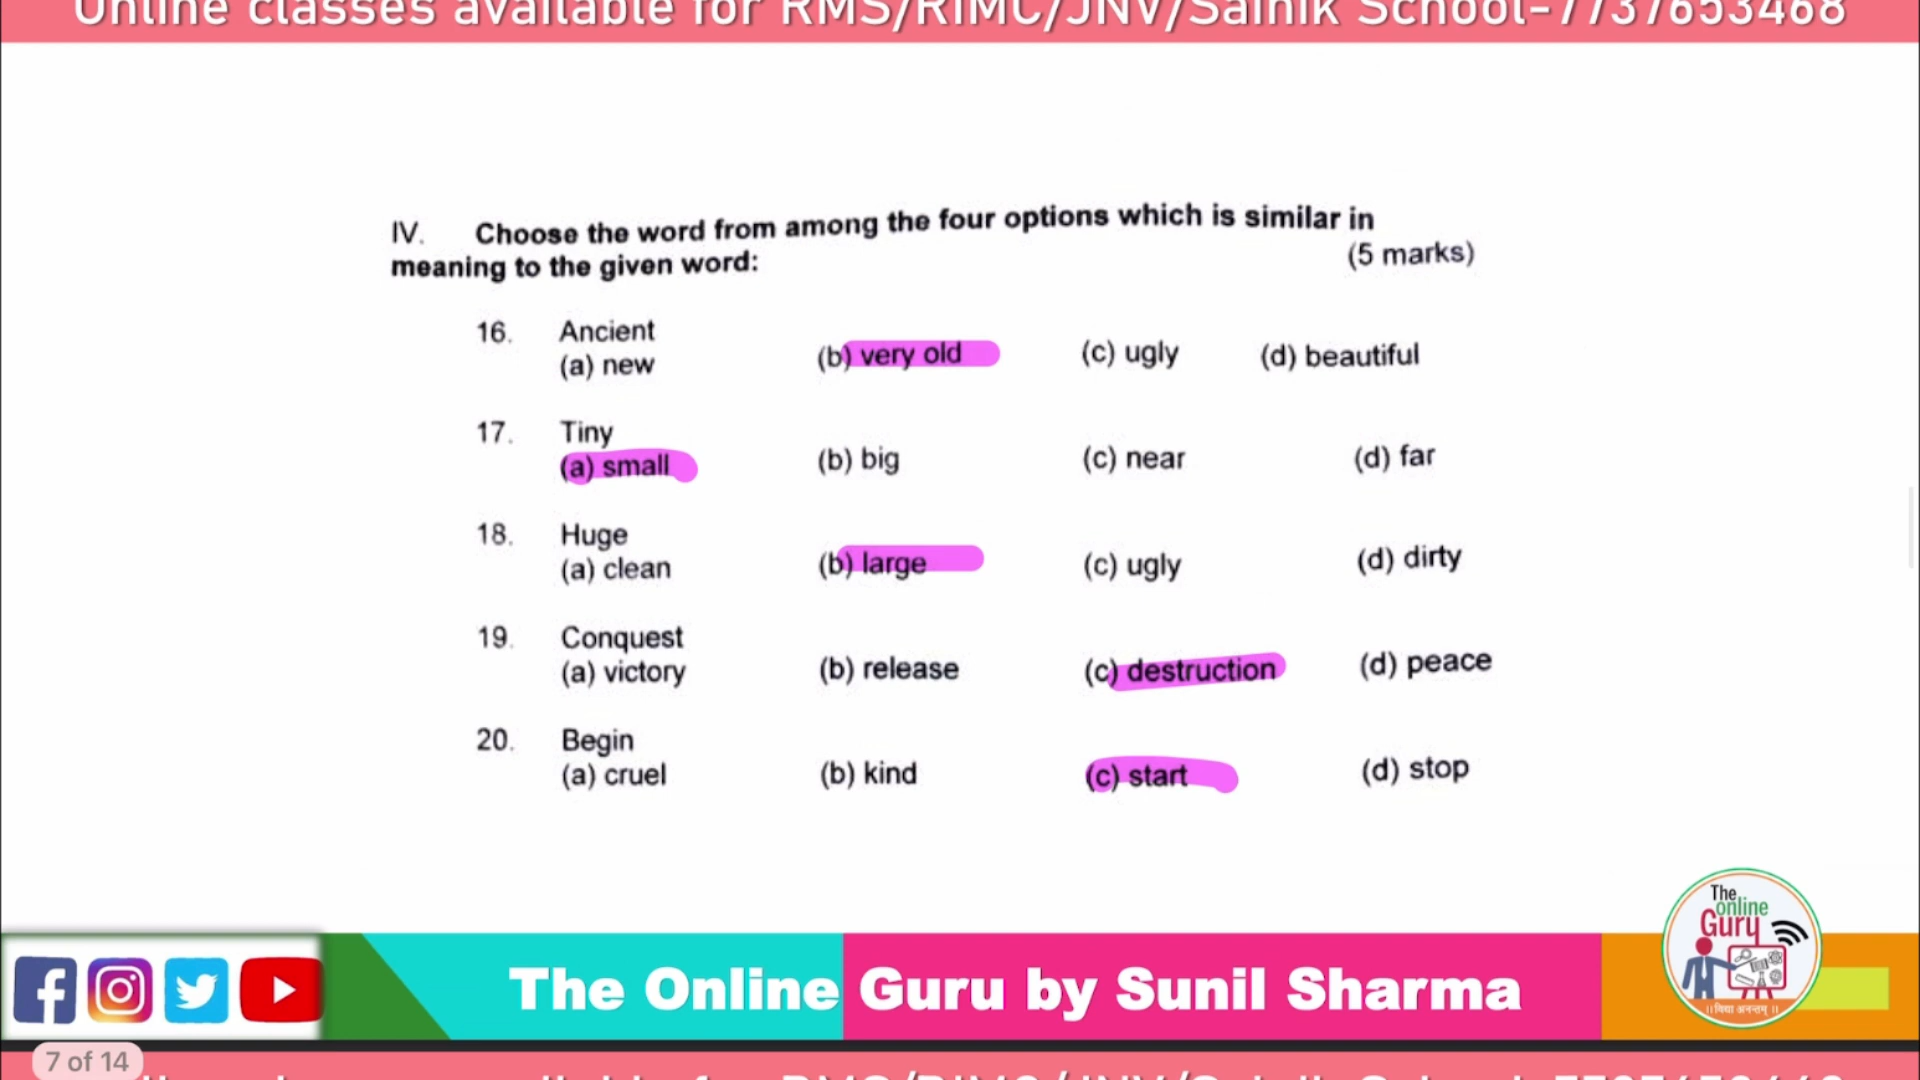 Online classes available for RMS/RIMC/JNV/Sainik School-7737653468
IV. Choose the word from among the four options which is similar in
meaning to the given word: (5 marks)
16. Ancient
(a) new (b) very old (c) ugly (d) beautiful
17. Tiny
(a) small (b) big (c) near (d) far
18. Huge
(a) clean (b) large (c) ugly (d) dirty
19. Conquest
(a) victory (b) release (c) destruction (d) peace
20. Begin
(a) cruel (b) kind (c) start (d) stop
The
online
Guru
।। विद्या अनन्तम् ।।
The Online Guru by Sunil Sharma
7 of 14